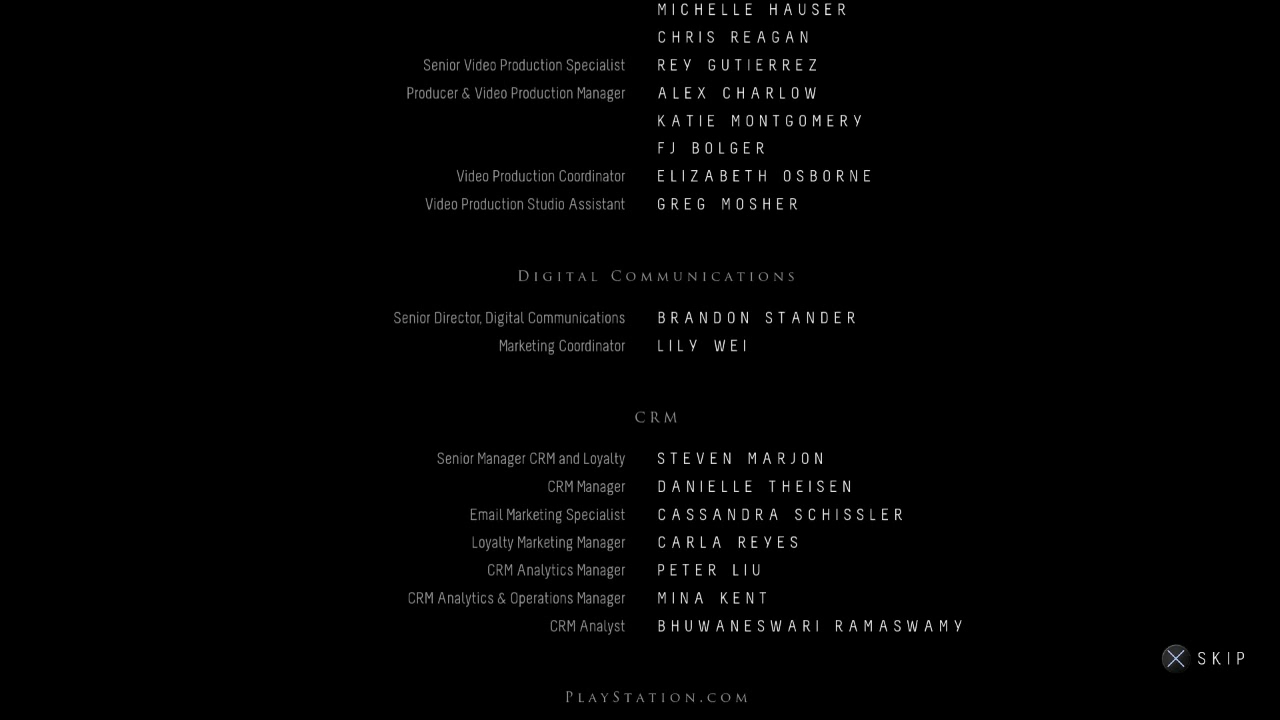 MICHELLE HAUSER
CHRIS REAGAN
Senior Video Production Specialist REY GUTIERREZ
Producer & Video Production Manager ALEX CHARLOW
KATIE MONTGOMERY
FJ BOLGER
Video Production Coordinator ELIZABETH OSBORNE
Video Production Studio Assistant GREG MOSHER
DIGITAL COMMUNICATIONS
Senior Director, Digital Communications BRANDON STANDER
Marketing Coordinator LILY WEI
CRM
Senior Manager CRM and Loyalty STEVEN MARJON
CRM Manager DANIELLE THEISEN
Email Marketing Specialist CASSANDRA SCHISSLER
Loyalty Marketing Manager CARLA REYES
CRM Analytics Manager PETER LIU
CRM Analytics & Operations Manager MINA KENT
CRM Analyst BHUWANESWARI RAMASWAMY
SKIP
PLAYSTATION.COM